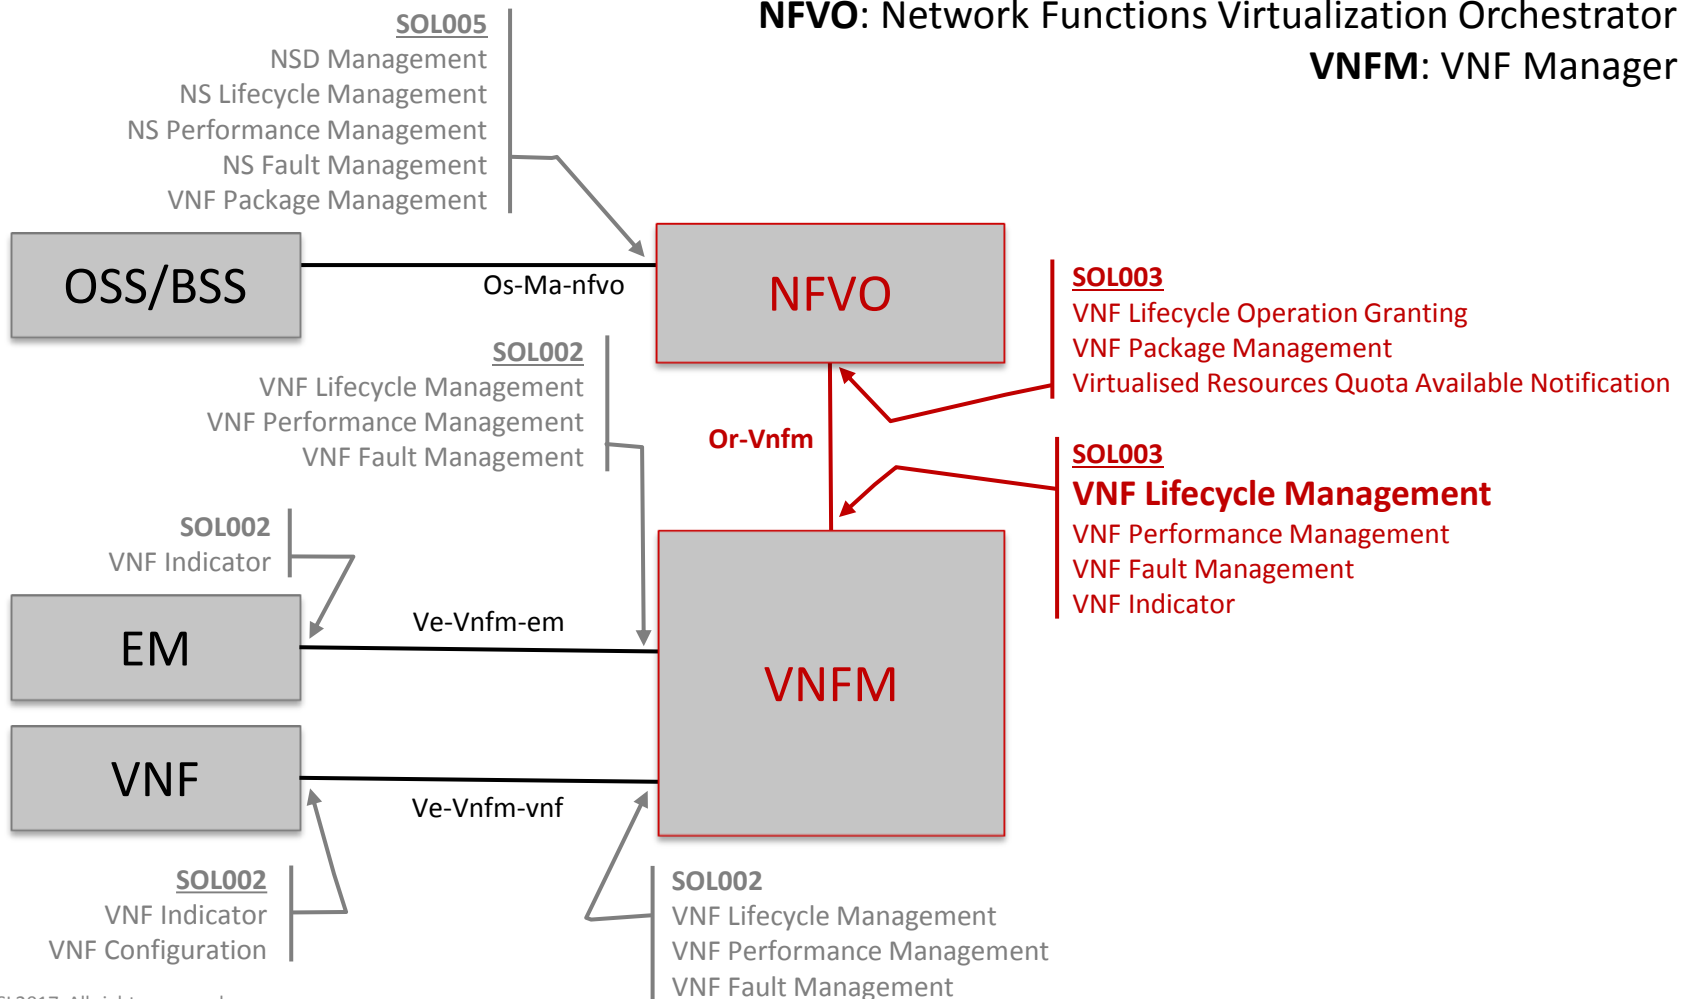 NFVO: Network Functions Virtualization Orchestrator
VNFM: VNF Manager
SOL005
NSD Management
NS Lifecycle Management
NS Performance Management
NS Fault Management
VNF Package Management
OSS/BSS
Os-Ma-nfvo
NFVO
SOL003
VNF Lifecycle Operation Granting
VNF Package Management
Virtualised Resources Quota Available Notification
SOL002
VNF Lifecycle Management
VNF Performance Management
VNF Fault Management
Or-Vnfm
SOL003
VNF Lifecycle Management
VNF Performance Management
VNF Fault Management
VNF Indicator
SOL002
VNF Indicator
EM
Ve-Vnfm-em
VNFM
VNF
Ve-Vnfm-vnf
SOL002
VNF Indicator
VNF Configuration
SOL002
VNF Lifecycle Management
VNF Performance Management
VNF Fault Management